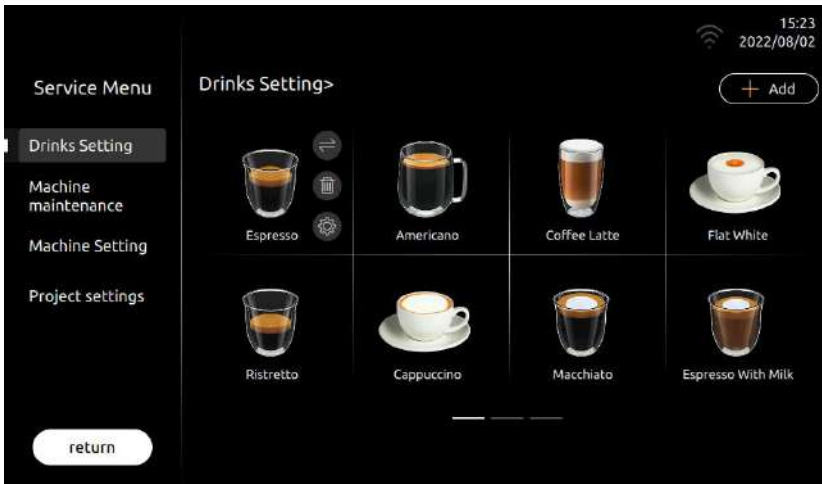 15:23
2022/08/02
Service Menu
Drinks Setting>
Add
Drinks Setting
Machine
maintenance
Machine Setting
Project settings
Espresso
Americano
Coffee Latte
Flat White
Ristretto
Cappuccino
Macchiato
Espresso With Milk
return